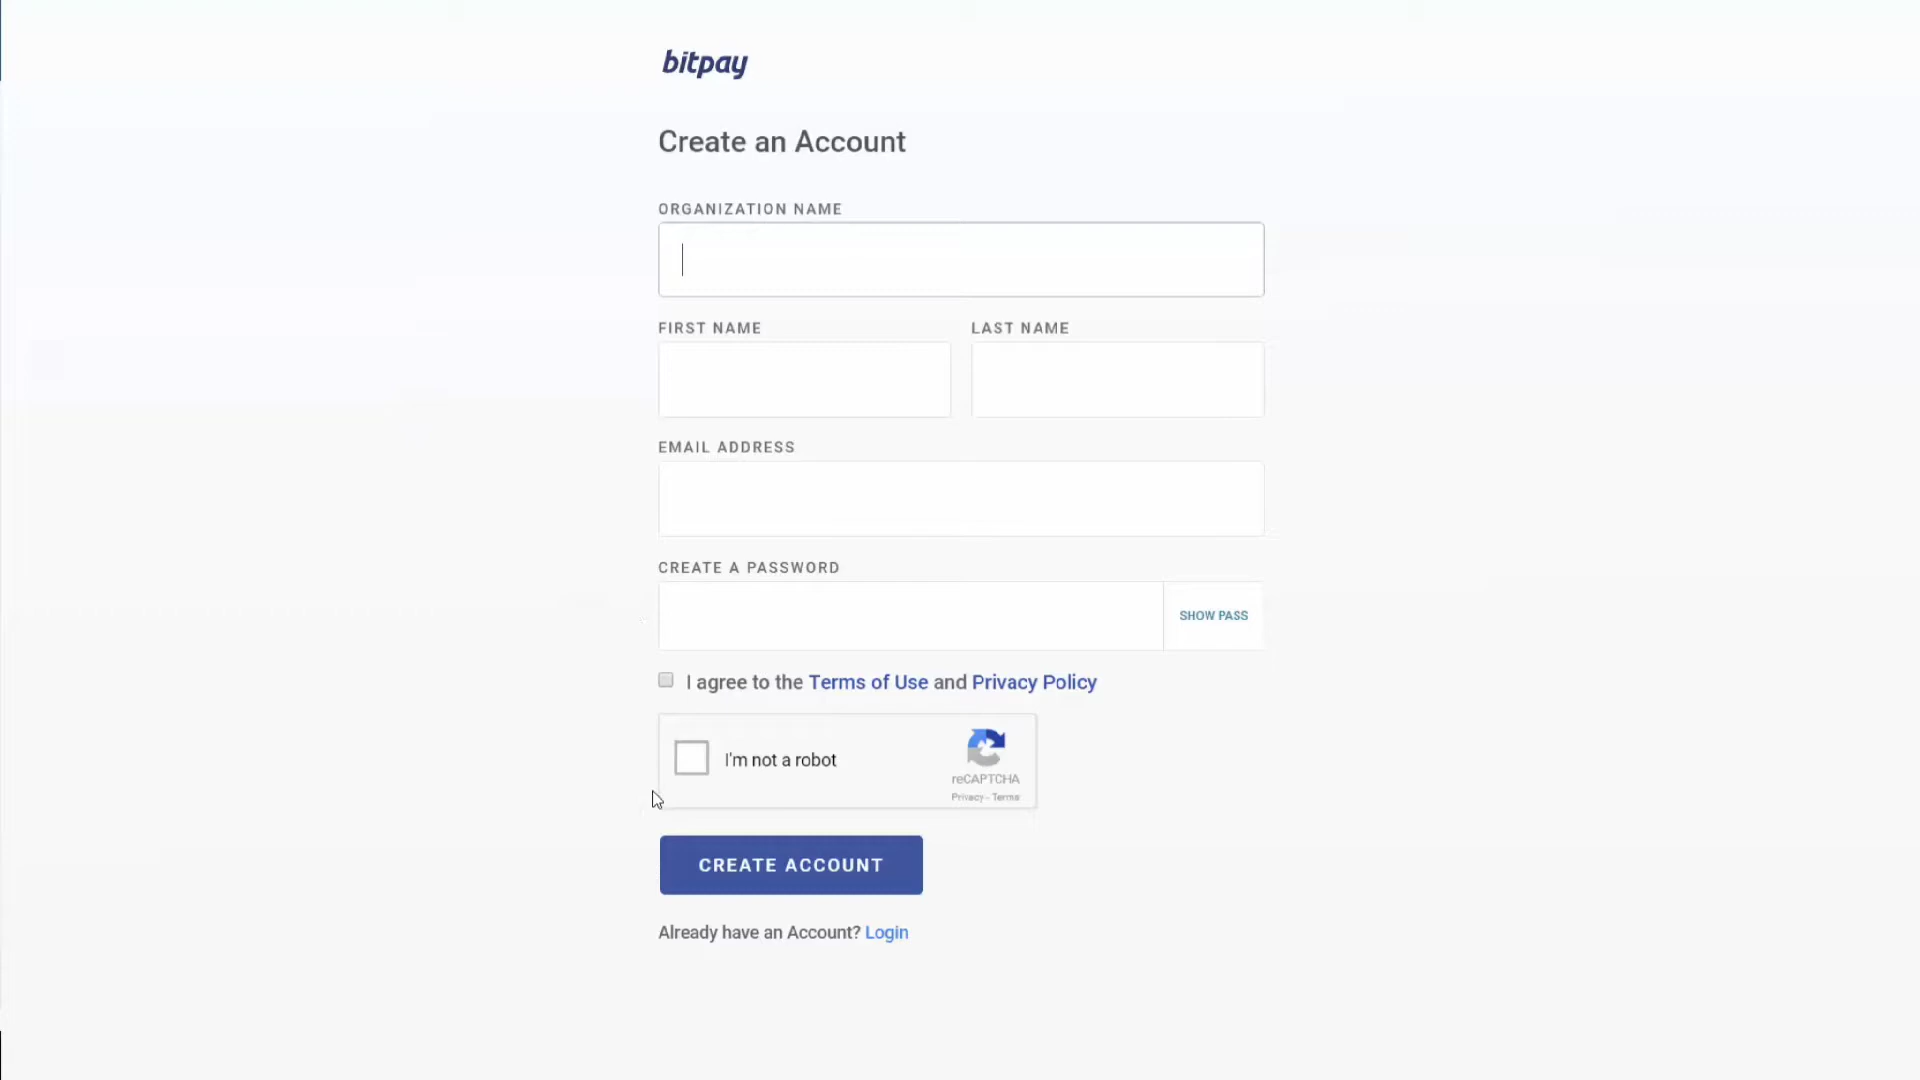 bitpay
Create an Account
ORGANIZATION NAME
FIRST NAME LAST NAME
EMAIL ADDRESS
CREATE A PASSWORD
SHOW PASS
I agree to the Terms of Use and Privacy Policy
I'm not a robot
reCAPTCHA
Privacy - Terms
CREATE ACCOUNT
Already have an Account? Login